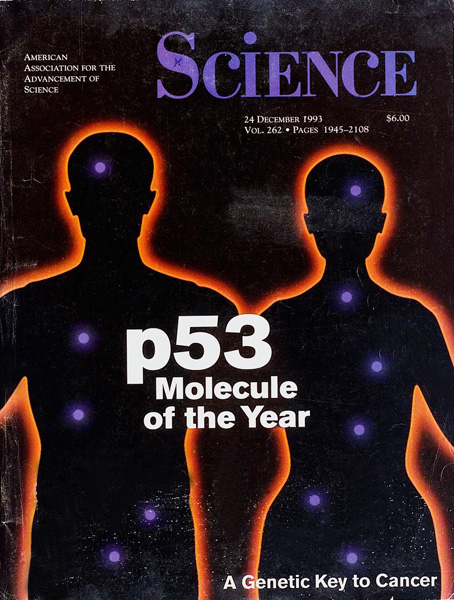 American
Association for the
Advancement of
Science
SCiENCE
24 December 1993
$6.00
Vol. 262 • Pages 1945–2108
p53
Molecule
of the Year
A Genetic Key to Cancer